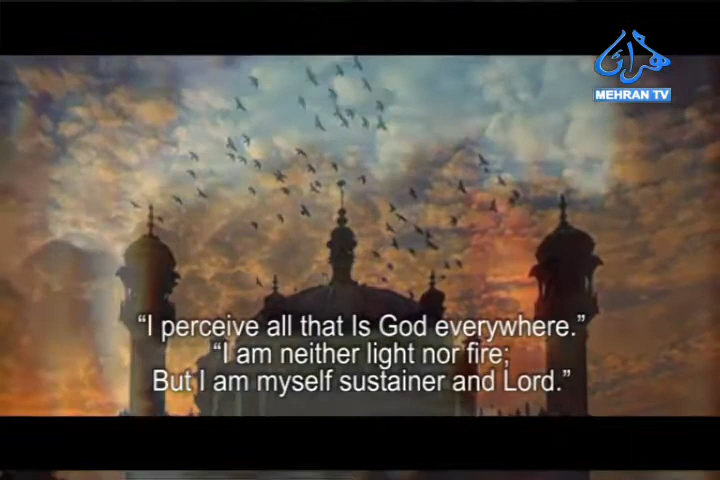 مهران
MEHRAN TV
“I perceive all that Is God everywhere.”
“I am neither light nor fire;
But I am myself sustainer and Lord.”